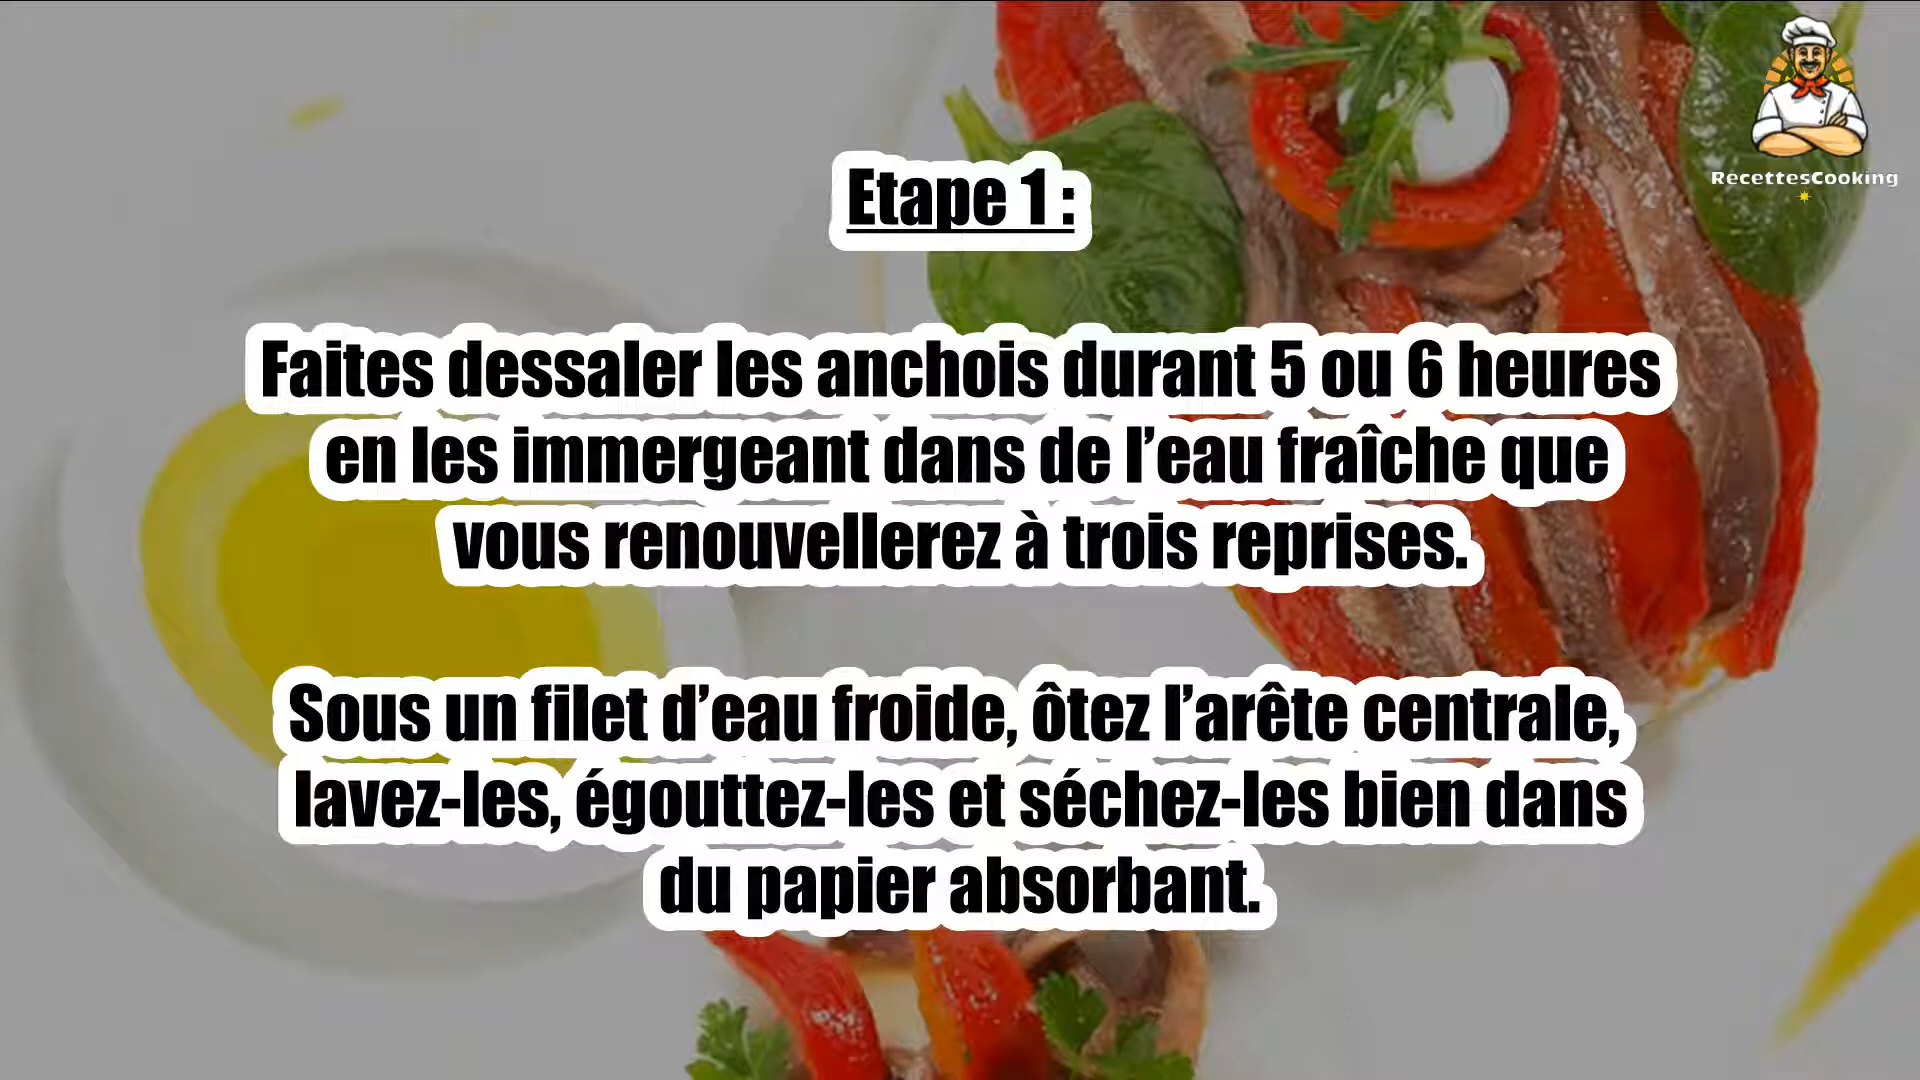 RecettesCooking
Etape 1 :
Faites dessaler les anchois durant 5 ou 6 heures
en les immergeant dans de l’eau fraîche que
vous renouvellerez à trois reprises.
Sous un filet d’eau froide, ôtez l’arête centrale,
lavez-les, égouttez-les et séchez-les bien dans
du papier absorbant.